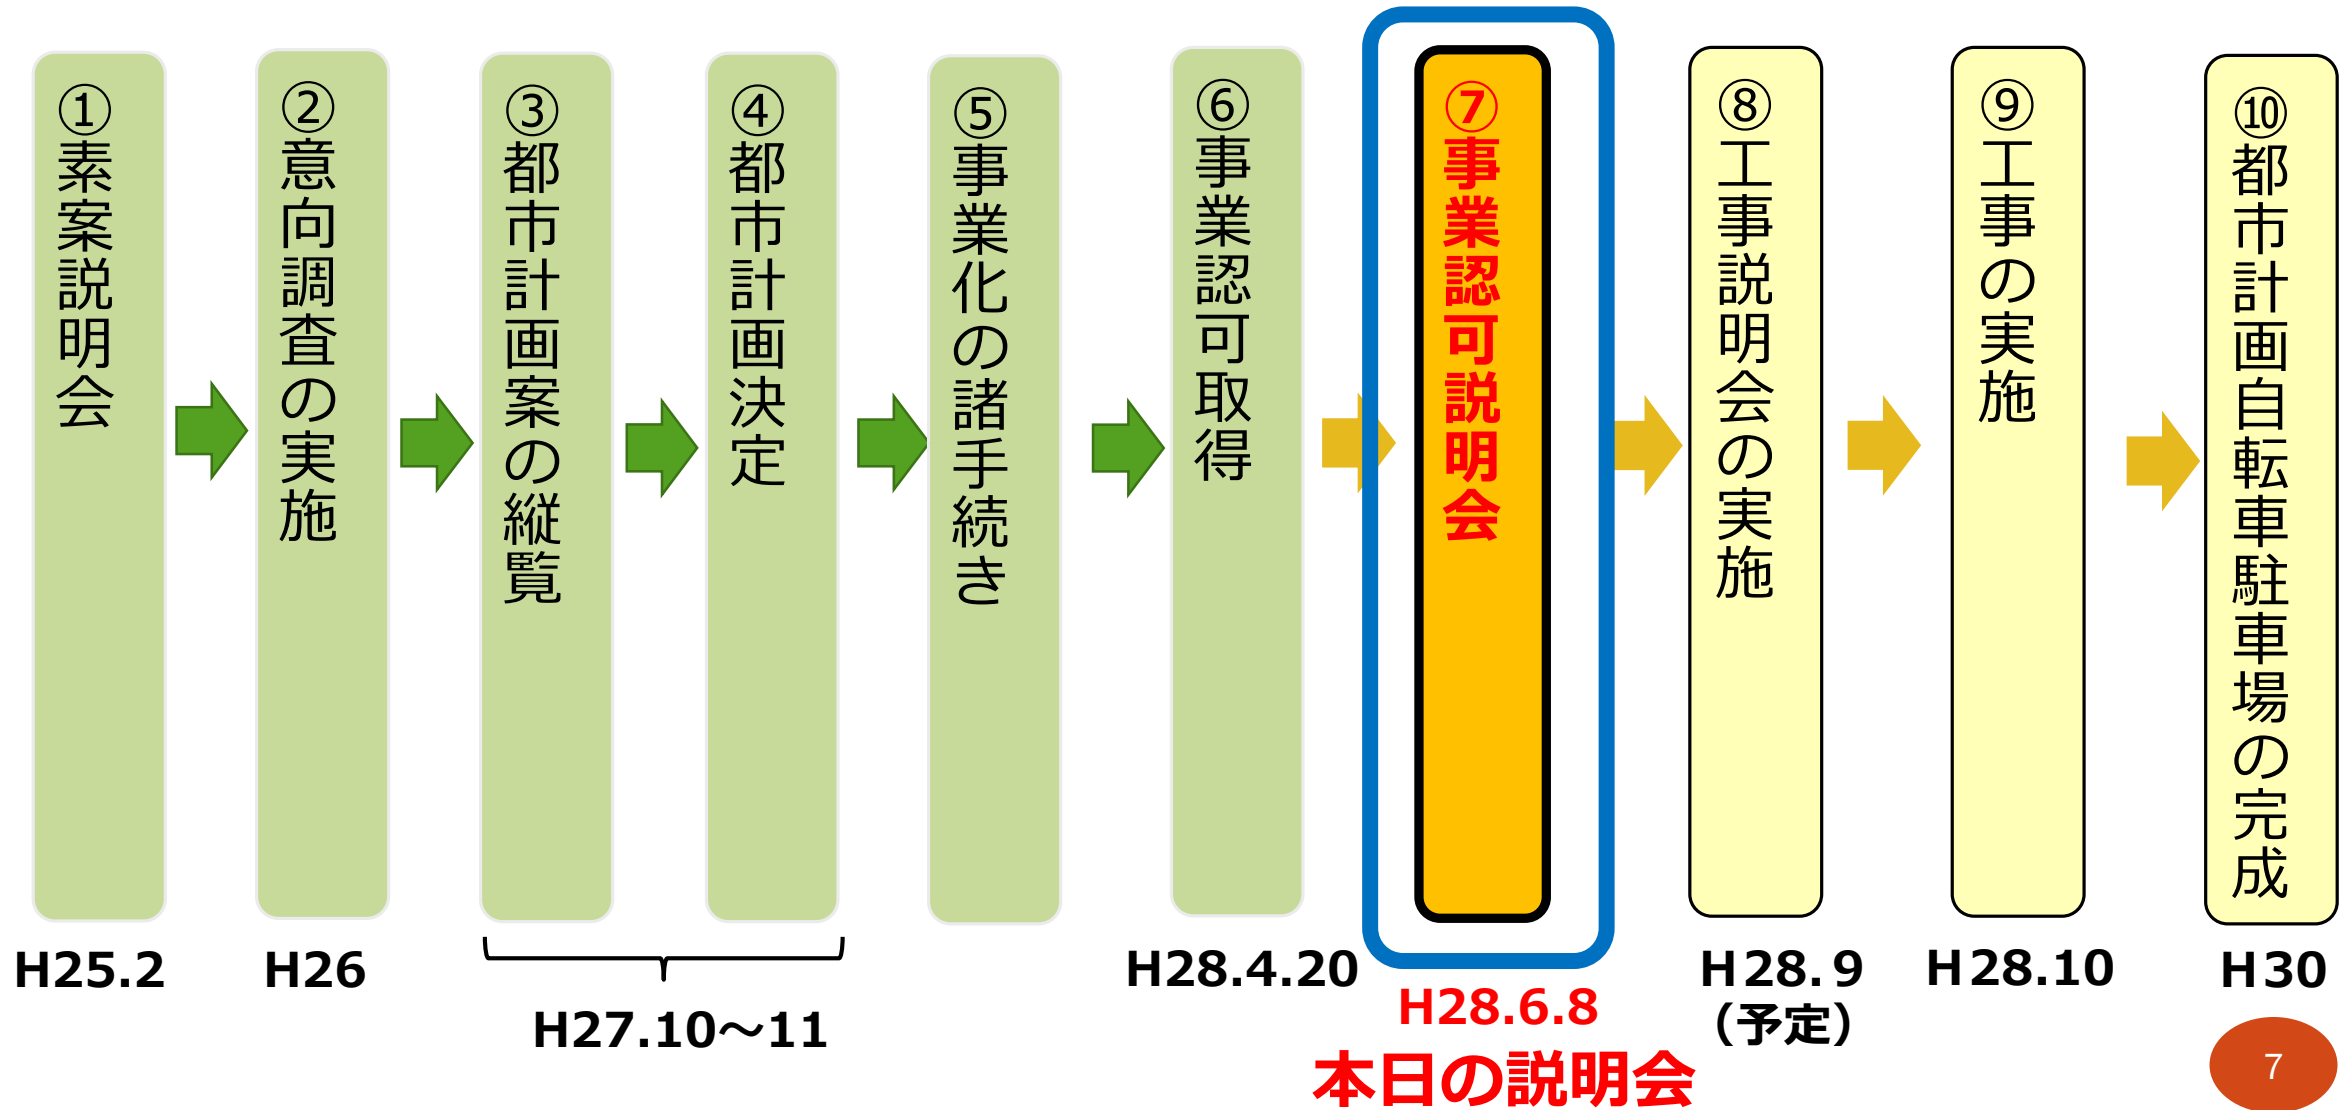 ①素案説明会
②意向調査の実施
③都市計画案の縦覧
④都市計画決定
⑤事業化の諸手続き
⑥事業認可取得
⑦事業認可説明会
⑧工事説明会の実施
⑨工事の実施
⑩都市計画自転車駐車場の完成
H25.2
H26
H27.10～11
H28.4.20
H28.6.8
本日の説明会
H28.9
（予定）
H28.10
H30
7